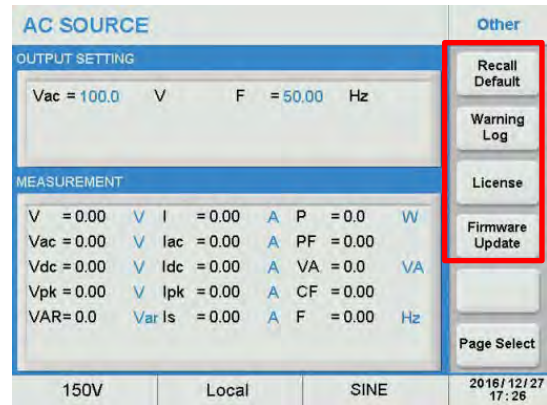 AC SOURCE
Other
OUTPUT SETTING
Vac = 100.0 V F = 50.00 Hz
MEASUREMENT
V = 0.00 V I = 0.00 A P = 0.0 W
Vac = 0.00 V Iac = 0.00 A PF = 0.00
Vdc = 0.00 V Idc = 0.00 A VA = 0.0 VA
Vpk = 0.00 V Ipk = 0.00 A CF = 0.00
VAR= 0.0 Var Is = 0.00 A F = 0.00 Hz
Recall
Default
Warning
Log
License
Firmware
Update
Page Select
150V Local SINE
2016/12/27
17:26